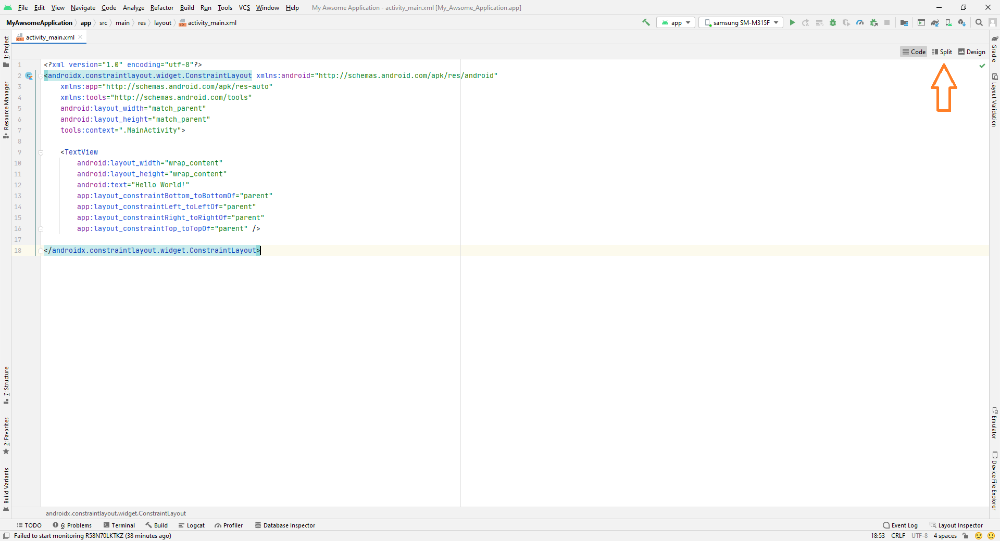 File Edit View Navigate Code Analyze Refactor Build Run Tools VCS Window Help My Awsome Application - activity_main.xml [My_Awsome_Application.app]
MyAwsomeApplication app src main res layout activity_main.xml app samsung SM-M315F
activity_main.xml
Code Split Design
1 <?xml version="1.0" encoding="utf-8"?>
2 <androidx.constraintlayout.widget.ConstraintLayout xmlns:android="http://schemas.android.com/apk/res/android"
3 xmlns:app="http://schemas.android.com/apk/res-auto"
4 xmlns:tools="http://schemas.android.com/tools"
5 android:layout_width="match_parent"
6 android:layout_height="match_parent"
7 tools:context=".MainActivity">
8
9 <TextView
10 android:layout_width="wrap_content"
11 android:layout_height="wrap_content"
12 android:text="Hello World!"
13 app:layout_constraintBottom_toBottomOf="parent"
14 app:layout_constraintLeft_toLeftOf="parent"
15 app:layout_constraintRight_toRightOf="parent"
16 app:layout_constraintTop_toTopOf="parent" />
17
18 </androidx.constraintlayout.widget.ConstraintLayout>
1: Project
Resource Manager
7: Structure
2: Favorites
Build Variants
Gradle
Layout Validation
Emulator
Device File Explorer
androidx.constraintlayout.widget.ConstraintLayout
TODO 6: Problems Terminal Build Logcat Profiler Database Inspector Event Log Layout Inspector
Failed to start monitoring R58N70LKTKZ (38 minutes ago) 18:53 CRLF UTF-8 4 spaces